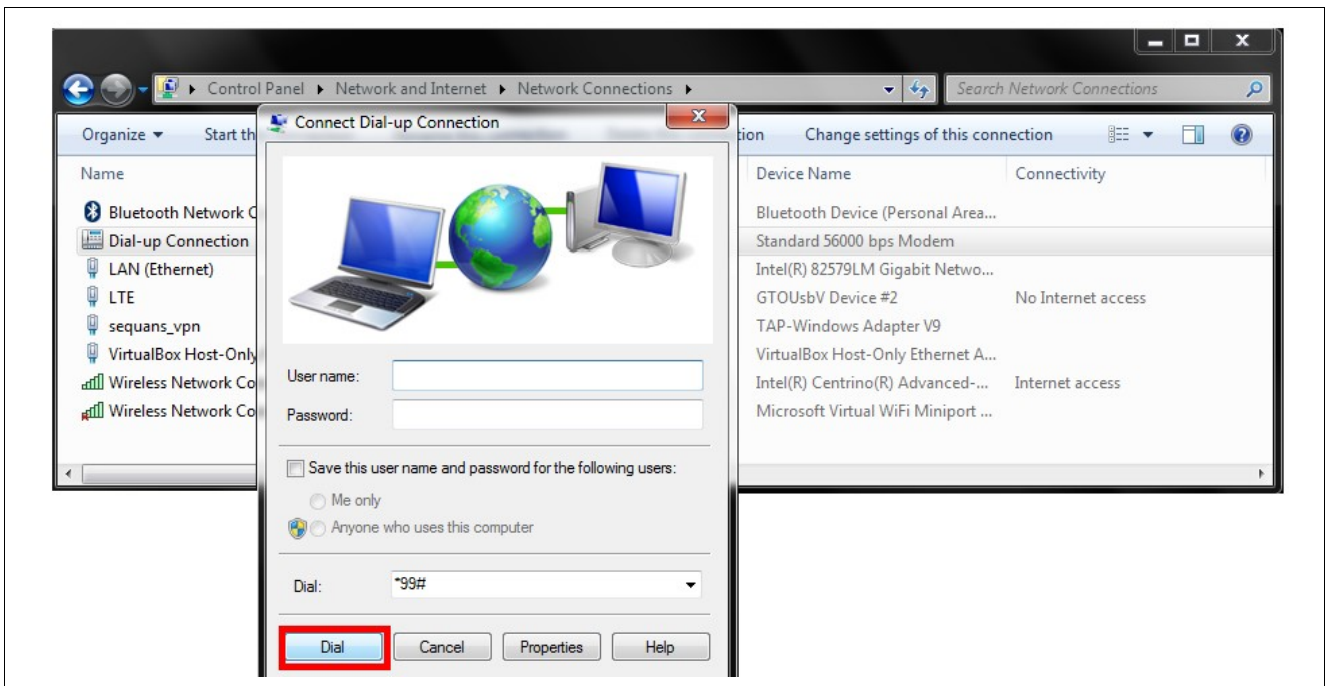 Control Panel ▸ Network and Internet ▸ Network Connections ▸ Search Network Connections
Organize Start th tion Change settings of this connection
Connect Dial-up Connection
Name Device Name Connectivity
Bluetooth Network C Bluetooth Device (Personal Area...
Dial-up Connection Standard 56000 bps Modem
LAN (Ethernet) Intel(R) 82579LM Gigabit Netwo...
LTE GTOUsbV Device #2 No Internet access
sequans_vpn TAP-Windows Adapter V9
VirtualBox Host-Only VirtualBox Host-Only Ethernet A...
Wireless Network Co Intel(R) Centrino(R) Advanced-... Internet access
Wireless Network Co Microsoft Virtual WiFi Miniport ...
User name:
Password:
Save this user name and password for the following users:
Me only
Anyone who uses this computer
Dial: *99#
Dial Cancel Properties Help